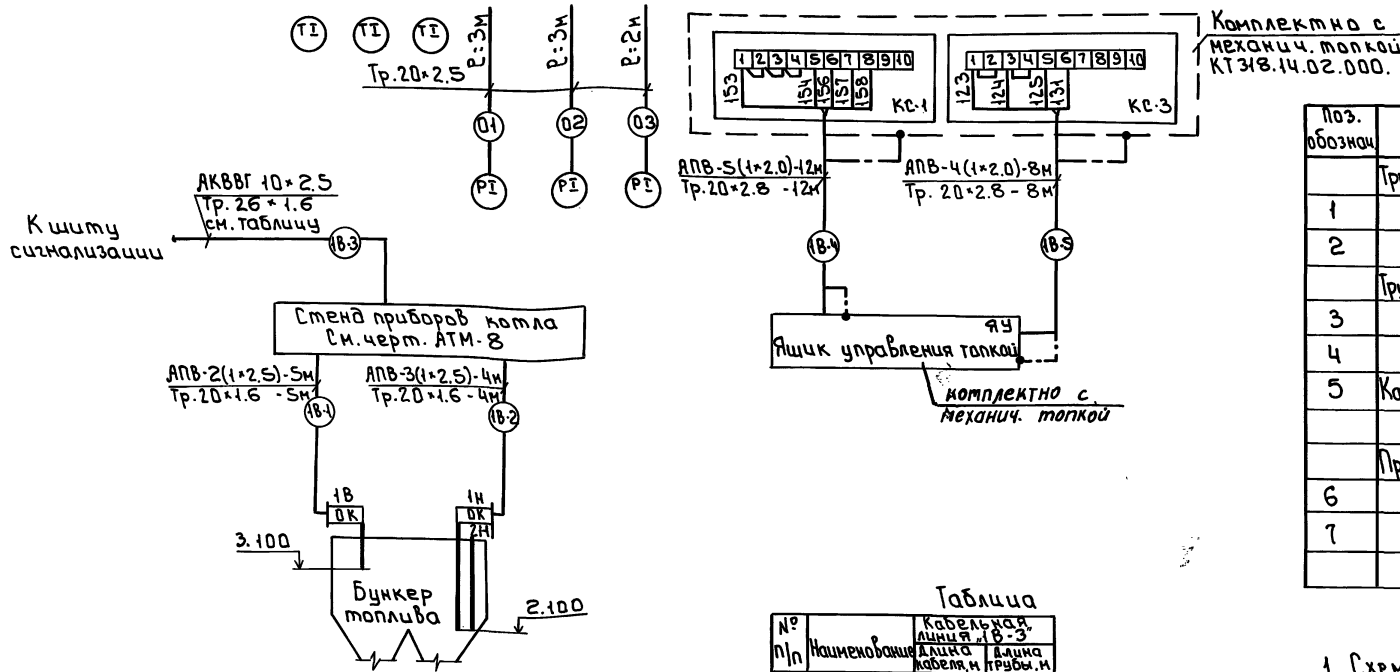 TI
TI
TI
ℓ=3м
ℓ=3м
ℓ=2м
Тр.20×2.5
01
02
03
PI
PI
PI
АКВВГ 10×2.5
Тр. 26×1.6
см. таблицу
К щиту
сигнализации
1В-3
Стенд приборов котла
См. черт. АТМ-8
АПВ-2(1×2.5)-5м
Тр.20×1.6 -5м
АПВ-3(1×2.5)-4м
Тр.20×1.6-4м
1В-1
1В-2
1В
ОК
1Н
ОК
2Н
3.100
Бункер
топлива
2.100
Комплектно с
механич. топкой
КТ318.14.02.000.
1 2 3 4 5 6 7 8 9 10
153
154
156
157
158
КС-1
1 2 3 4 5 6 7 8 9 10
123
124
125
131
КС-3
АПВ-5(1×2.0)-12м
Тр.20×2.8 -12м
АПВ-4(1×2.0)-8м
Тр. 20×2.8 - 8м
1В-4
1В-5
ЯУ
Ящик управления топкой
комплектно с
механич. топкой
Таблица
№
п/п
Наименование
Кабельная
линия „1В-3"
Длина
кабеля, м
Длина
трубы, м
Поз.
обознач.
1
2
3
4
5
6
7
1.